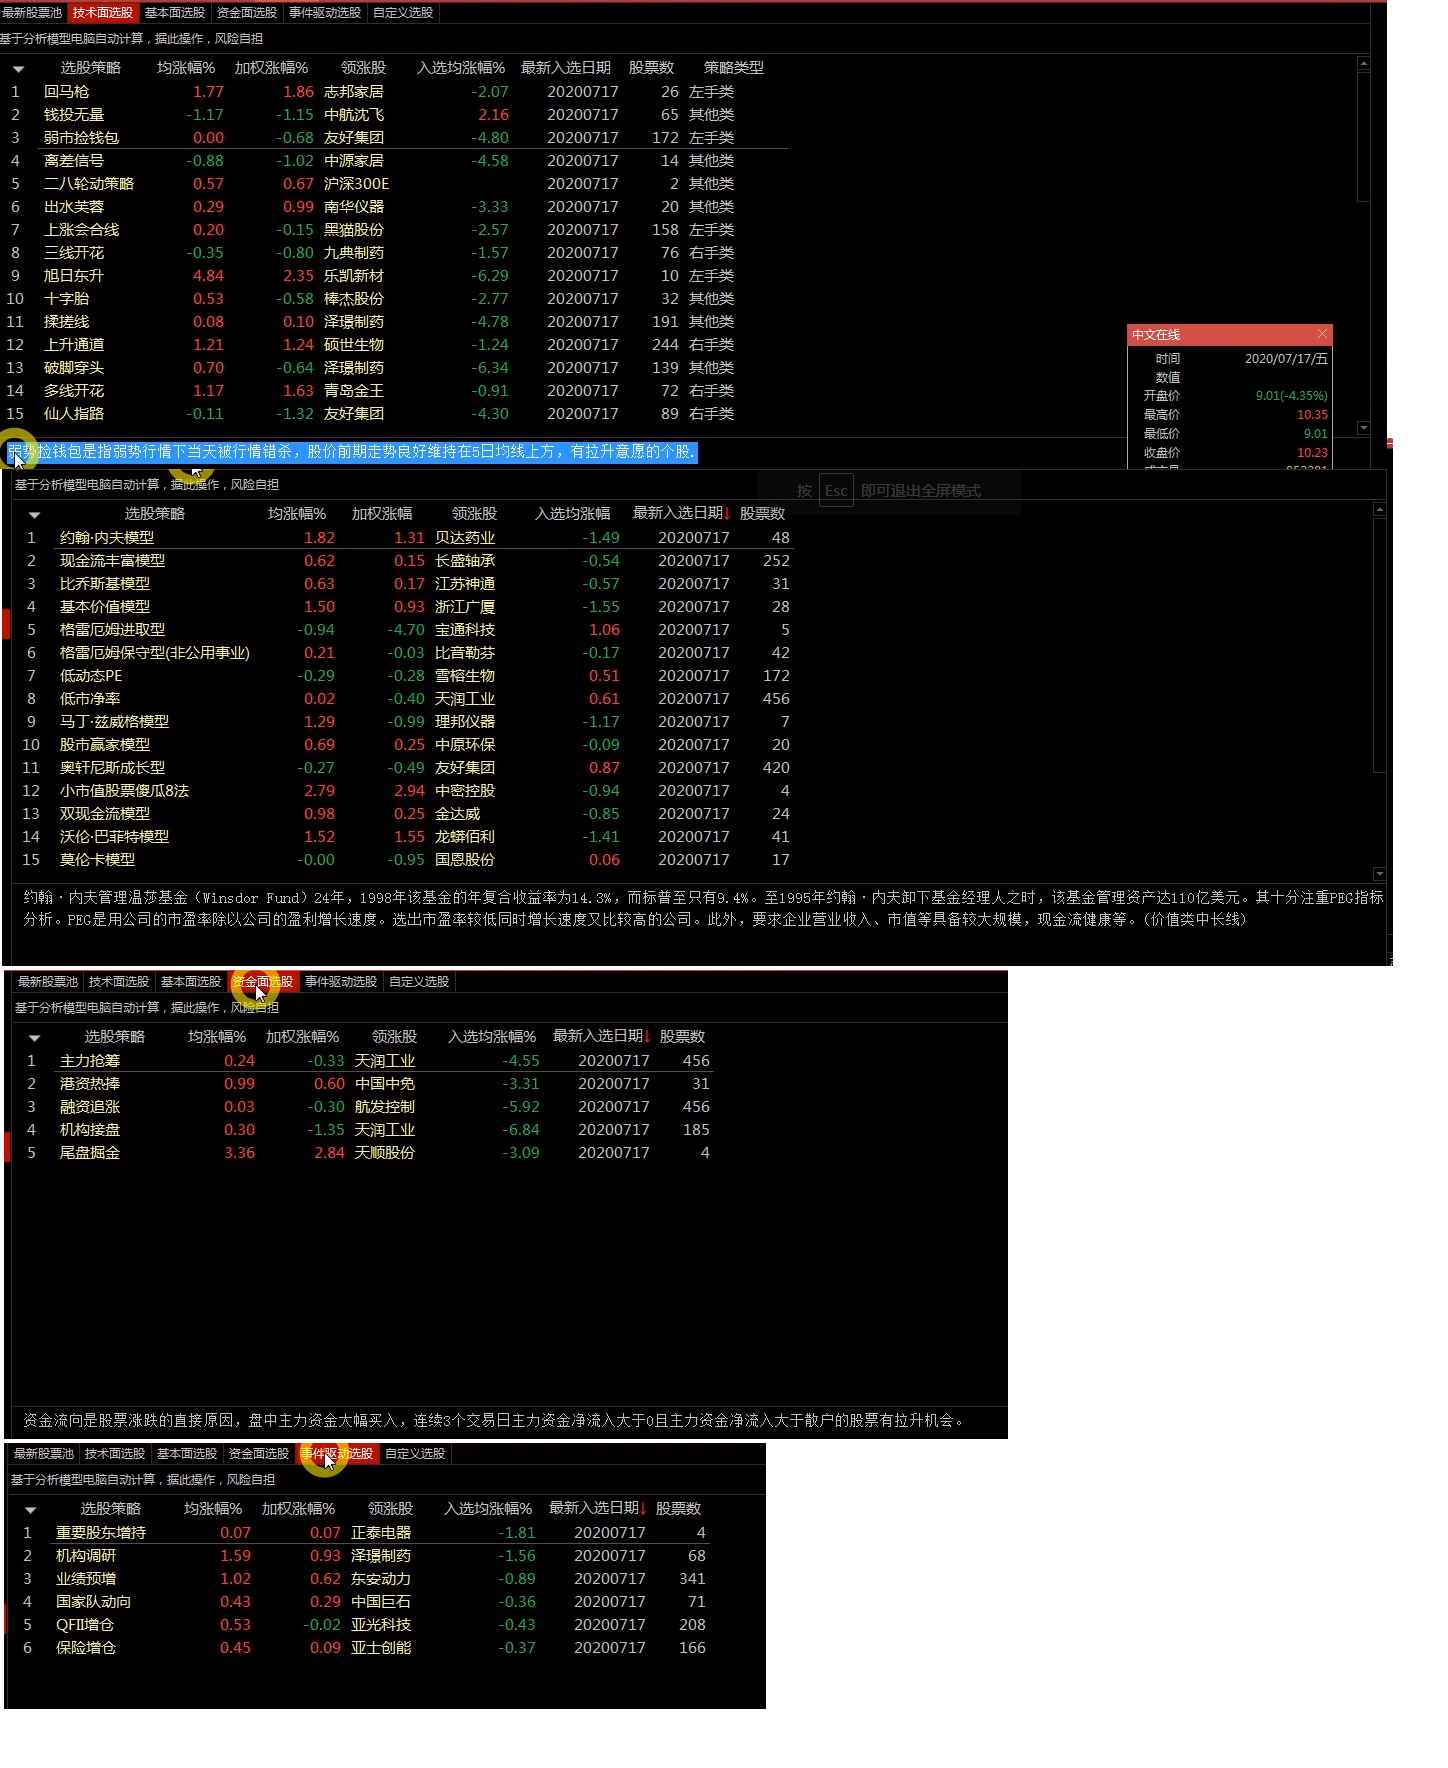 最新股票池 技术面选股 基本面选股 资金面选股 事件驱动选股 自定义选股
基于分析模型电脑自动计算，据此操作，风险自担
选股策略 均涨幅% 加权涨幅% 领涨股 入选均涨幅% 最新入选日期 股票数 策略类型
1 回马枪 1.77 1.86 志邦家居 -2.07 20200717 26 左手类
2 钱投无量 -1.17 -1.15 中航沈飞 2.16 20200717 65 其他类
3 弱市捡钱包 0.00 -0.68 友好集团 -4.80 20200717 172 左手类
4 离差信号 -0.88 -1.02 中源家居 -4.58 20200717 14 其他类
5 二八轮动策略 0.57 0.67 沪深300E 20200717 2 其他类
6 出水芙蓉 0.29 0.99 南华仪器 -3.33 20200717 20 其他类
7 上涨会合线 0.20 -0.15 黑猫股份 -2.57 20200717 158 左手类
8 三线开花 -0.35 -0.80 九典制药 -1.57 20200717 76 右手类
9 旭日东升 4.84 2.35 乐凯新材 -6.29 20200717 10 左手类
10 十字胎 0.53 -0.58 棒杰股份 -2.77 20200717 32 其他类
11 揉搓线 0.08 0.10 泽璟制药 -4.78 20200717 191 其他类
12 上升通道 1.21 1.24 硕世生物 -1.24 20200717 244 右手类
13 破脚穿头 0.70 -0.64 泽璟制药 -6.34 20200717 139 其他类
14 多线开花 1.17 1.63 青岛金王 -0.91 20200717 72 右手类
15 仙人指路 -0.11 -1.32 友好集团 -4.30 20200717 89 右手类
中文在线
时间 2020/07/17/五
数值
开盘价 9.01(-4.35%)
最高价 10.35
最低价 9.01
收盘价 10.23
弱势捡钱包是指弱势行情下当天被行情错杀，股价前期走势良好维持在5日均线上方，有拉升意愿的个股.
基于分析模型电脑自动计算，据此操作，风险自担
按 Esc 即可退出全屏模式
选股策略 均涨幅% 加权涨幅 领涨股 入选均涨幅 最新入选日期↓ 股票数
1 约翰·内夫模型 1.82 1.31 贝达药业 -1.49 20200717 48
2 现金流丰富模型 0.62 0.15 长盛轴承 -0.54 20200717 252
3 比乔斯基模型 0.63 0.17 江苏神通 -0.57 20200717 31
4 基本价值模型 1.50 0.93 浙江广厦 -1.55 20200717 28
5 格雷厄姆进取型 -0.94 -4.70 宝通科技 1.06 20200717 5
6 格雷厄姆保守型(非公用事业) 0.21 -0.03 比音勒芬 -0.17 20200717 42
7 低动态PE -0.29 -0.28 雪榕生物 0.51 20200717 172
8 低市净率 0.02 -0.40 天润工业 0.61 20200717 456
9 马丁·兹威格模型 1.29 -0.99 理邦仪器 -1.17 20200717 7
10 股市赢家模型 0.69 0.25 中原环保 -0.09 20200717 20
11 奥轩尼斯成长型 -0.27 -0.49 友好集团 0.87 20200717 420
12 小市值股票傻瓜8法 2.79 2.94 中密控股 -0.94 20200717 4
13 双现金流模型 0.98 0.25 金达威 -0.85 20200717 24
14 沃伦·巴菲特模型 1.52 1.55 龙蟒佰利 -1.41 20200717 41
15 莫伦卡模型 -0.00 -0.95 国恩股份 0.06 20200717 17
约翰·内夫管理温莎基金（Winsdor Fund）24年，1998年该基金的年复合收益率为14.3%，而标普至只有9.4%。至1995年约翰·内夫卸下基金经理人之时，该基金管理资产达110亿美元。其十分注重PEG指标
分析。PEG是用公司的市盈率除以公司的盈利增长速度。选出市盈率较低同时增长速度又比较高的公司。此外，要求企业营业收入、市值等具备较大规模，现金流健康等。（价值类中长线）
最新股票池 技术面选股 基本面选股 资金面选股 事件驱动选股 自定义选股
基于分析模型电脑自动计算，据此操作，风险自担
选股策略 均涨幅% 加权涨幅% 领涨股 入选均涨幅% 最新入选日期↓ 股票数
1 主力抢筹 0.24 -0.33 天润工业 -4.55 20200717 456
2 港资热捧 0.99 0.60 中国中免 -3.31 20200717 31
3 融资追涨 0.03 -0.30 航发控制 -5.92 20200717 456
4 机构接盘 0.30 -1.35 天润工业 -6.84 20200717 185
5 尾盘掘金 3.36 2.84 天顺股份 -3.09 20200717 4
资金流向是股票涨跌的直接原因，盘中主力资金大幅买入，连续3个交易日主力资金净流入大于0且主力资金净流入大于散户的股票有拉升机会。
最新股票池 技术面选股 基本面选股 资金面选股 事件驱动选股 自定义选股
基于分析模型电脑自动计算，据此操作，风险自担
选股策略 均涨幅% 加权涨幅% 领涨股 入选均涨幅% 最新入选日期↓ 股票数
1 重要股东增持 0.07 0.07 正泰电器 -1.81 20200717 4
2 机构调研 1.59 0.93 泽璟制药 -1.56 20200717 68
3 业绩预增 1.02 0.62 东安动力 -0.89 20200717 341
4 国家队动向 0.43 0.29 中国巨石 -0.36 20200717 71
5 QFII增仓 0.53 -0.02 亚光科技 -0.43 20200717 208
6 保险增仓 0.45 0.09 亚士创能 -0.37 20200717 166